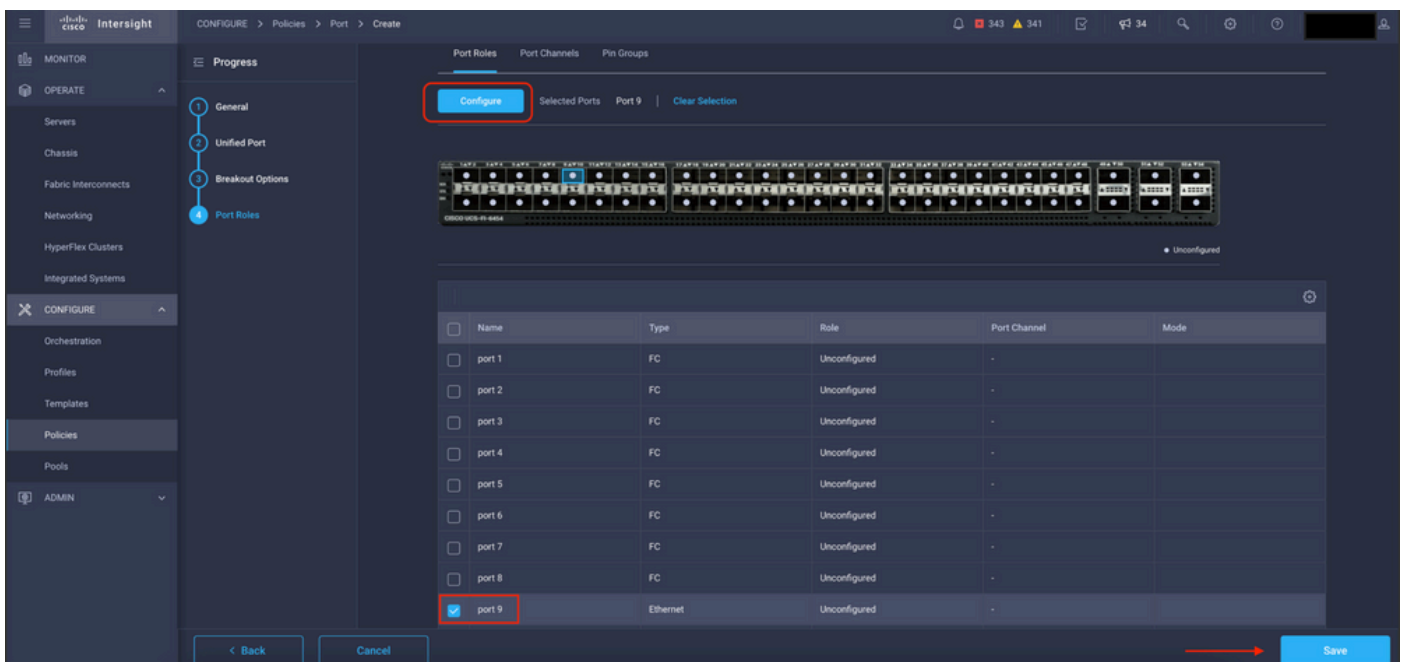 cisco Intersight
CONFIGURE > Policies > Port > Create
343
341
34
MONITOR
OPERATE
Servers
Chassis
Fabric Interconnects
Networking
HyperFlex Clusters
Integrated Systems
CONFIGURE
Orchestration
Profiles
Templates
Policies
Pools
ADMIN
Progress
1 General
2 Unified Port
3 Breakout Options
4 Port Roles
Port Roles Port Channels Pin Groups
Configure Selected Ports Port 9 | Clear Selection
CISCO UCS-FI-6454
Unconfigured
Name Type Role Port Channel Mode
port 1 FC Unconfigured -
port 2 FC Unconfigured -
port 3 FC Unconfigured -
port 4 FC Unconfigured -
port 5 FC Unconfigured -
port 6 FC Unconfigured -
port 7 FC Unconfigured -
port 8 FC Unconfigured -
port 9 Ethernet Unconfigured -
< Back Cancel Save